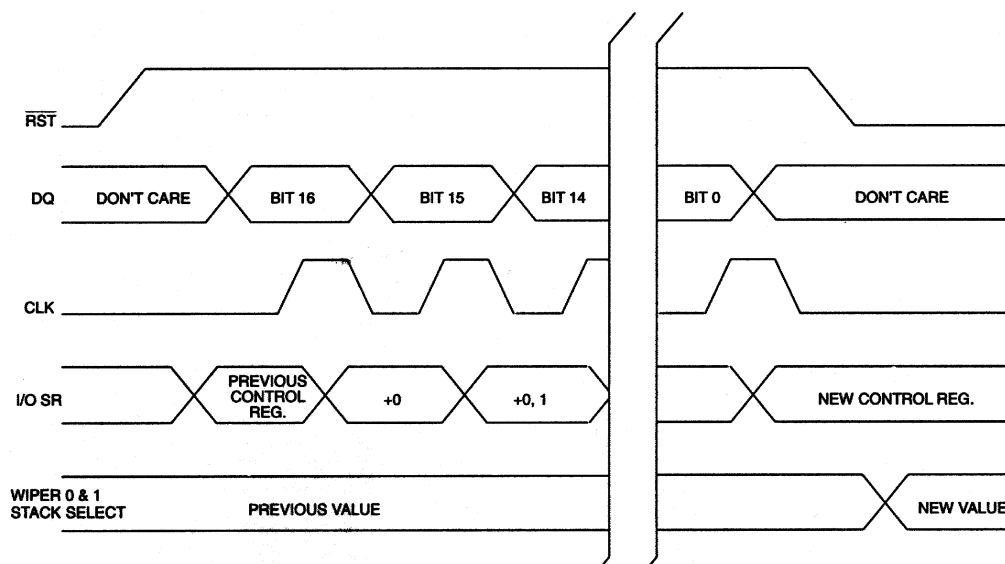 RST
DQ
DON'T CARE
BIT 16
BIT 15
BIT 14
BIT 0
DON'T CARE
CLK
I/O SR
PREVIOUS
CONTROL
REG.
+0
+0, 1
NEW CONTROL REG.
WIPER 0 & 1
STACK SELECT
PREVIOUS VALUE
NEW VALUE